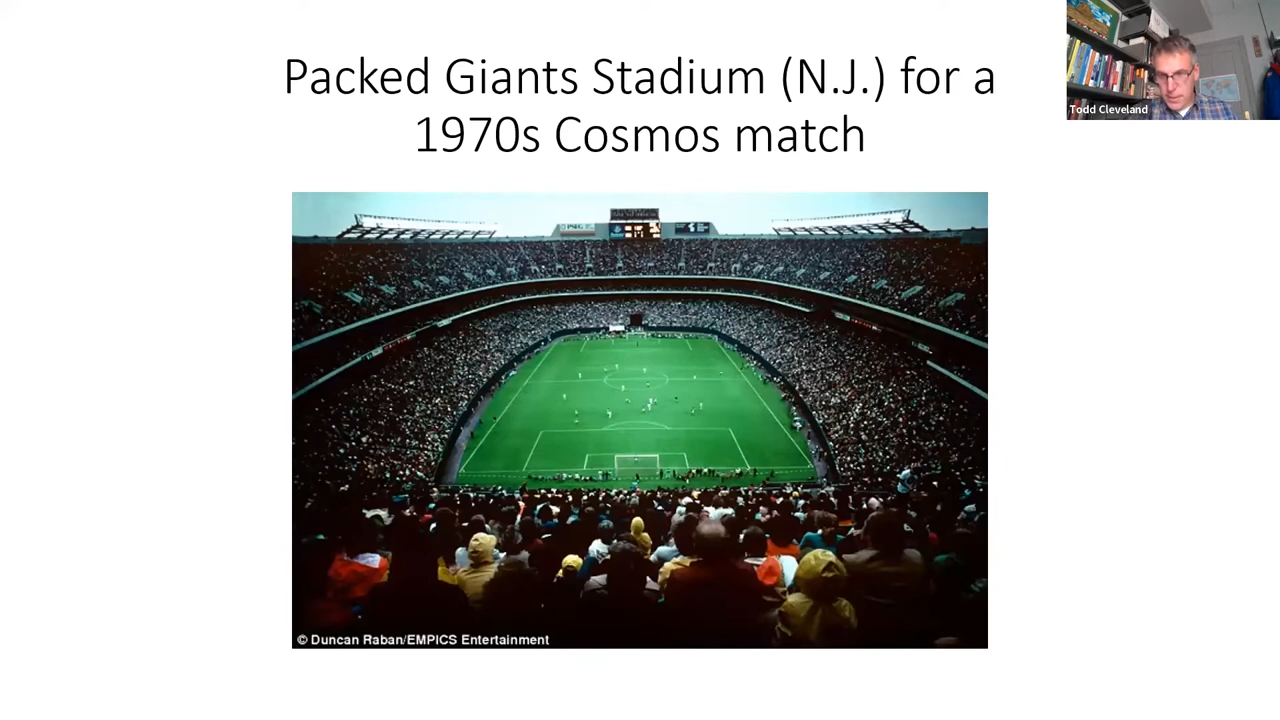 Packed Giants Stadium (N.J.) for a
1970s Cosmos match
Todd Cleveland
© Duncan Raban/EMPICS Entertainment